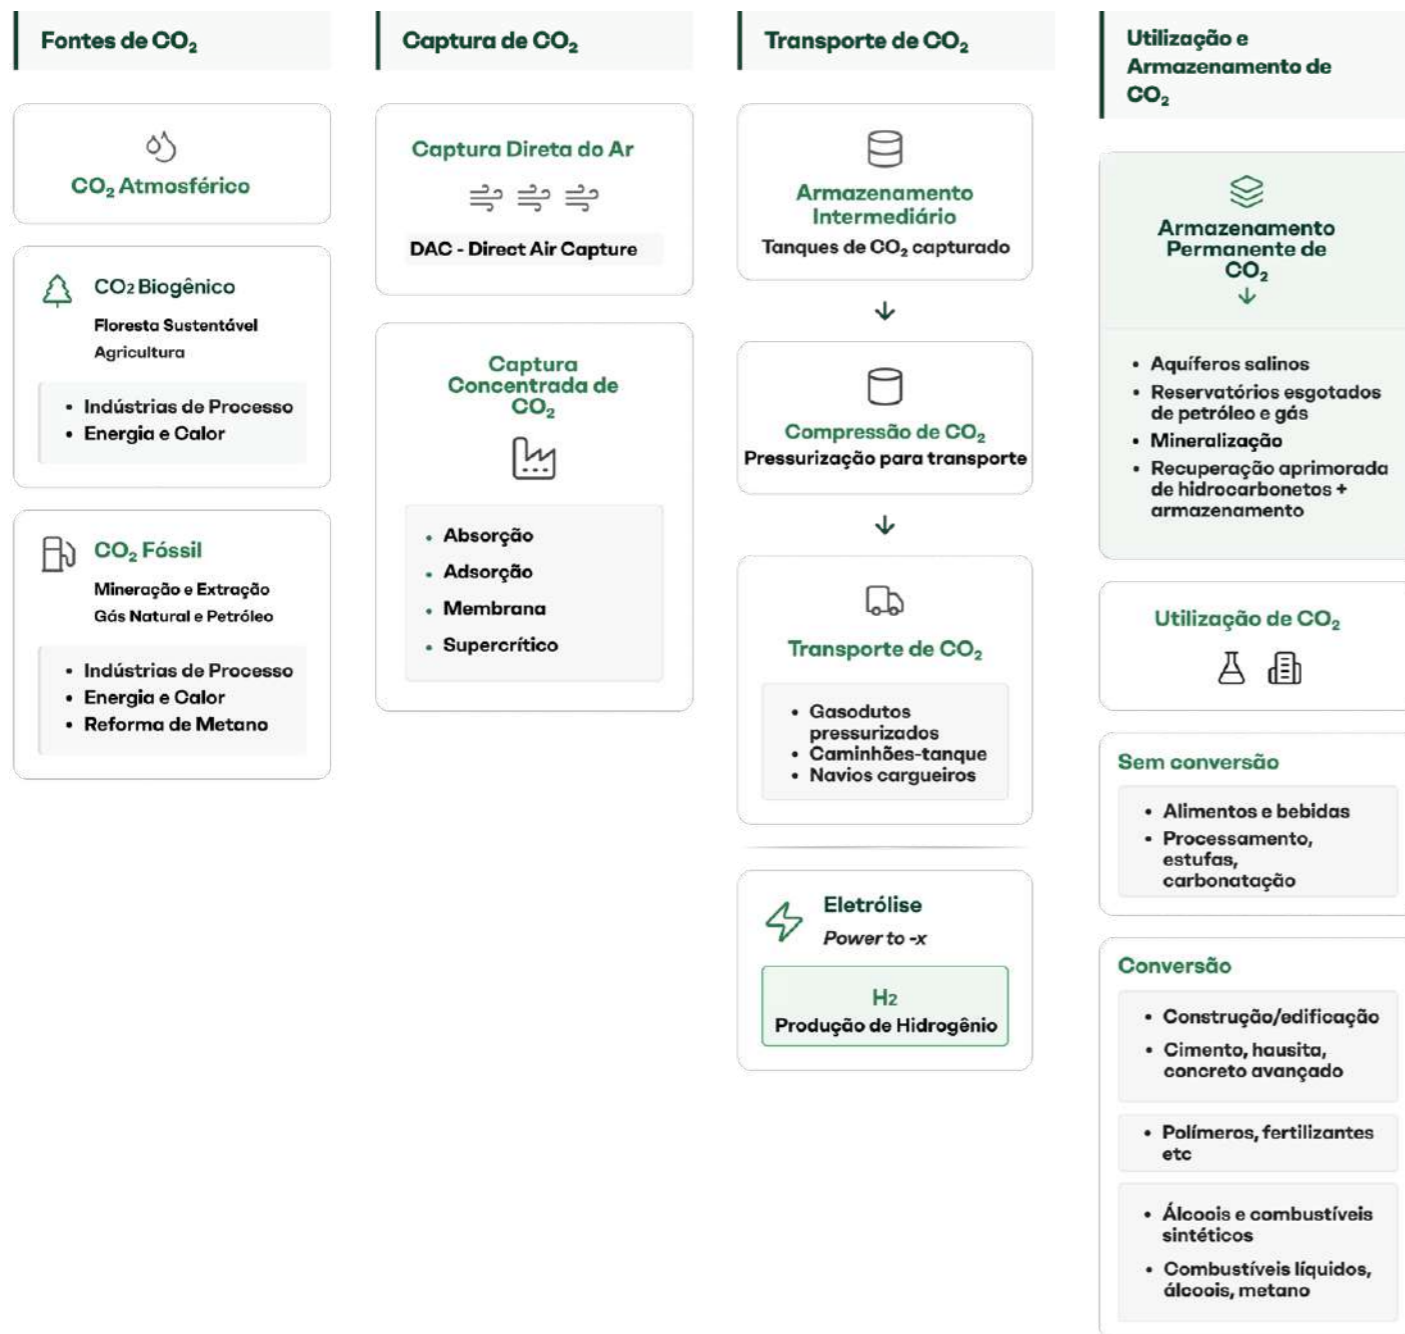 Fontes de CO₂
CO₂ Atmosférico
CO₂ Biogênico
Floresta Sustentável
Agricultura
• Indústrias de Processo
• Energia e Calor
CO₂ Fóssil
Mineração e Extração
Gás Natural e Petróleo
• Indústrias de Processo
• Energia e Calor
• Reforma de Metano
Captura de CO₂
Captura Direta do Ar
DAC - Direct Air Capture
Captura
Concentrada de
CO₂
• Absorção
• Adsorção
• Membrana
• Supercrítico
Transporte de CO₂
Armazenamento
Intermediário
Tanques de CO₂ capturado
Compressão de CO₂
Pressurização para transporte
Transporte de CO₂
• Gasodutos
pressurizados
• Caminhões-tanque
• Navios cargueiros
Eletrólise
Power to -x
H₂
Produção de Hidrogênio
Utilização e
Armazenamento de
CO₂
Armazenamento
Permanente de
CO₂
• Aquíferos salinos
• Reservatórios esgotados
de petróleo e gás
• Mineralização
• Recuperação aprimorada
de hidrocarbonetos +
armazenamento
Utilização de CO₂
Sem conversão
• Alimentos e bebidas
• Processamento,
estufas,
carbonatação
Conversão
• Construção/edificação
• Cimento, hausita,
concreto avançado
• Polímeros, fertilizantes
etc
• Álcoois e combustíveis
sintéticos
• Combustíveis líquidos,
álcoois, metano